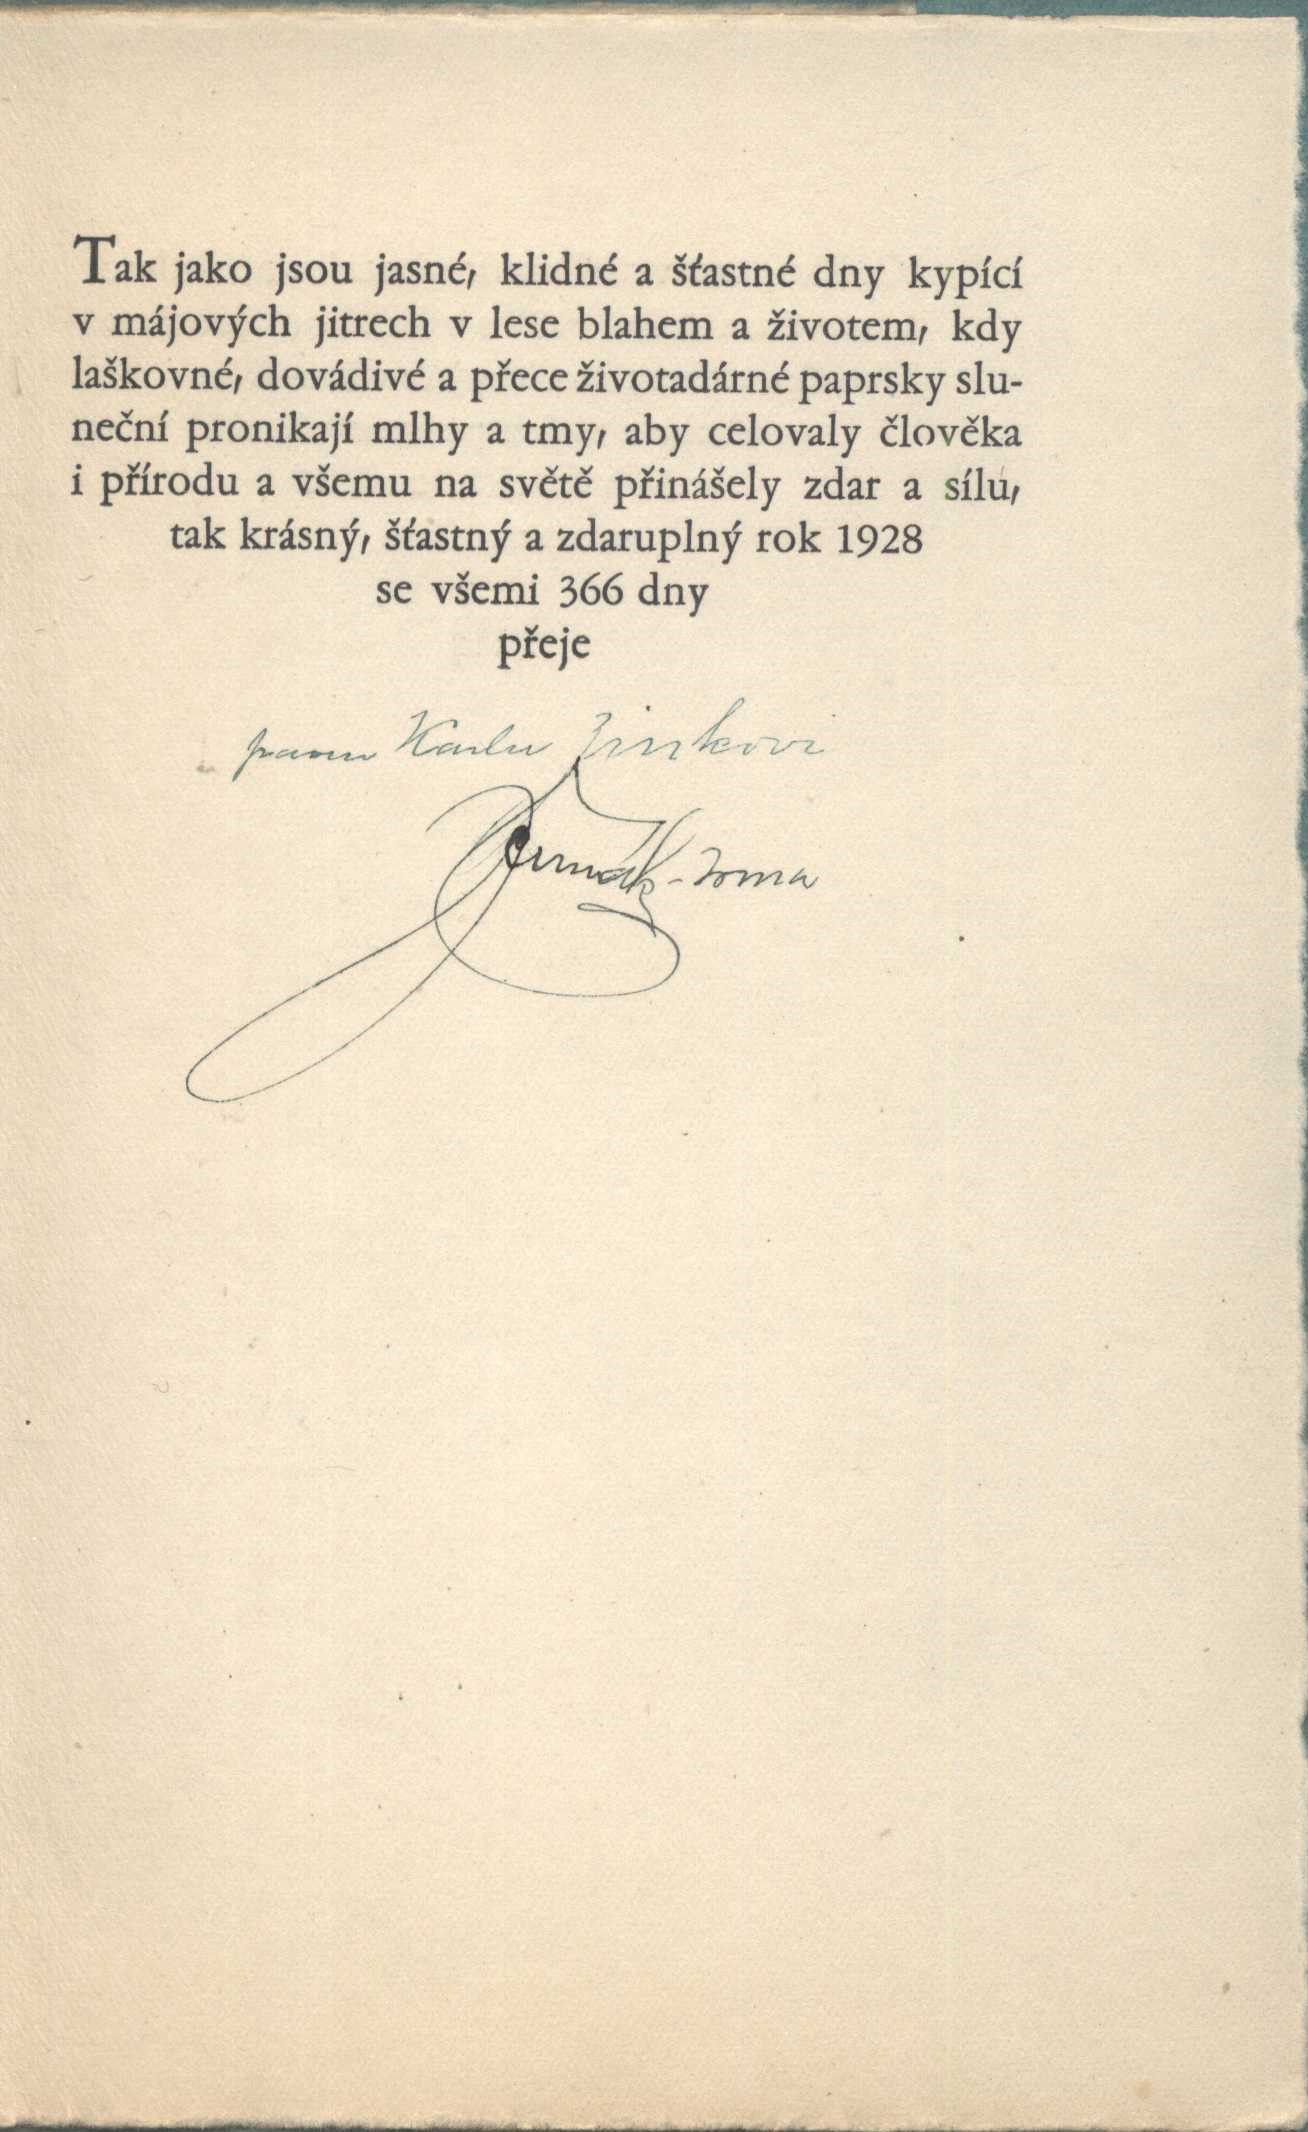 Tak jako jsou jasné, klidné a šťastné dny kypící
v májových jitrech v lese blahem a životem, kdy
laškovné, dovádivé a přece životadárné paprsky slu-
neční pronikají mlhy a tmy, aby celovaly člověka
i přírodu a všemu na světě přinášely zdar a sílu,
tak krásný, šťastný a zdaruplný rok 1928
se všemi 366 dny
přeje
panu Karlu